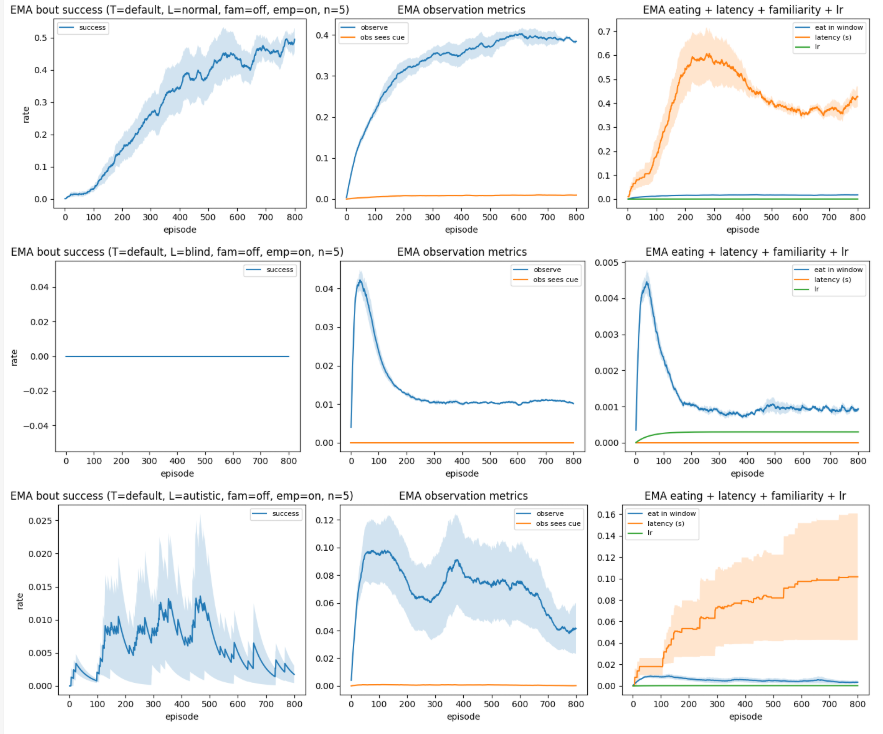 EMA bout success (T=default, L=normal, fam=off, emp=on, n=5)
EMA observation metrics
EMA eating + latency + familiarity + lr
success
observe
obs sees cue
eat in window
latency (s)
lr
rate
0.5
0.4
0.3
0.2
0.1
0.0
0.4
0.3
0.2
0.1
0.0
0.7
0.6
0.5
0.4
0.3
0.2
0.1
0.0
0 100 200 300 400 500 600 700 800
0 100 200 300 400 500 600 700 800
0 100 200 300 400 500 600 700 800
episode
episode
episode
EMA bout success (T=default, L=blind, fam=off, emp=on, n=5)
EMA observation metrics
EMA eating + latency + familiarity + lr
success
observe
obs sees cue
eat in window
latency (s)
lr
rate
0.04
0.02
0.00
−0.02
−0.04
0.04
0.03
0.02
0.01
0.00
0.005
0.004
0.003
0.002
0.001
0.000
0 100 200 300 400 500 600 700 800
0 100 200 300 400 500 600 700 800
0 100 200 300 400 500 600 700 800
episode
episode
episode
EMA bout success (T=default, L=autistic, fam=off, emp=on, n=5)
EMA observation metrics
EMA eating + latency + familiarity + lr
success
observe
obs sees cue
eat in window
latency (s)
lr
rate
0.025
0.020
0.015
0.010
0.005
0.000
0.12
0.10
0.08
0.06
0.04
0.02
0.00
0.16
0.14
0.12
0.10
0.08
0.06
0.04
0.02
0.00
0 100 200 300 400 500 600 700 800
0 100 200 300 400 500 600 700 800
0 100 200 300 400 500 600 700 800
episode
episode
episode